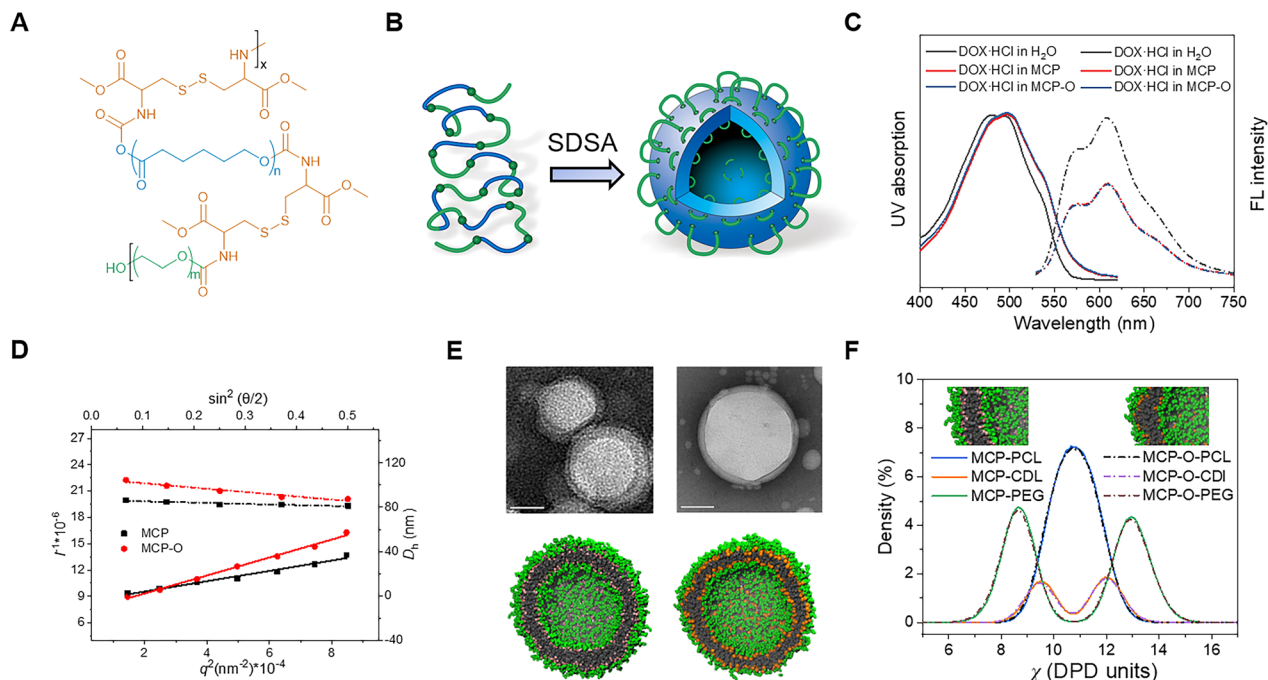 A
B
C
O
O
O
S
S
HN
x
O
O
NH
O
O
O
O
n
O
HN
O
O
O
O
O
S
S
HO
O
m
NH
O
SDSA
DOX·HCl in H2O
DOX·HCl in H2O
DOX·HCl in MCP
DOX·HCl in MCP
DOX·HCl in MCP-O
DOX·HCl in MCP-O
UV absorption
FL intensity
400 450 500 550 600 650 700 750
Wavelength (nm)
D
E
F
sin² (θ/2)
0.0 0.1 0.2 0.3 0.4 0.5
27
24
21
18
15
12
9
6
I⁻¹*10⁻⁶
MCP
MCP-O
120
80
40
0
-40
Dh (nm)
2 4 6 8
q²(nm⁻²)*10⁻⁴
10
8
6
4
2
0
Density (%)
MCP-PCL
MCP-O-PCL
MCP-CDL
MCP-O-CDI
MCP-PEG
MCP-O-PEG
6 8 10 12 14 16
χ (DPD units)